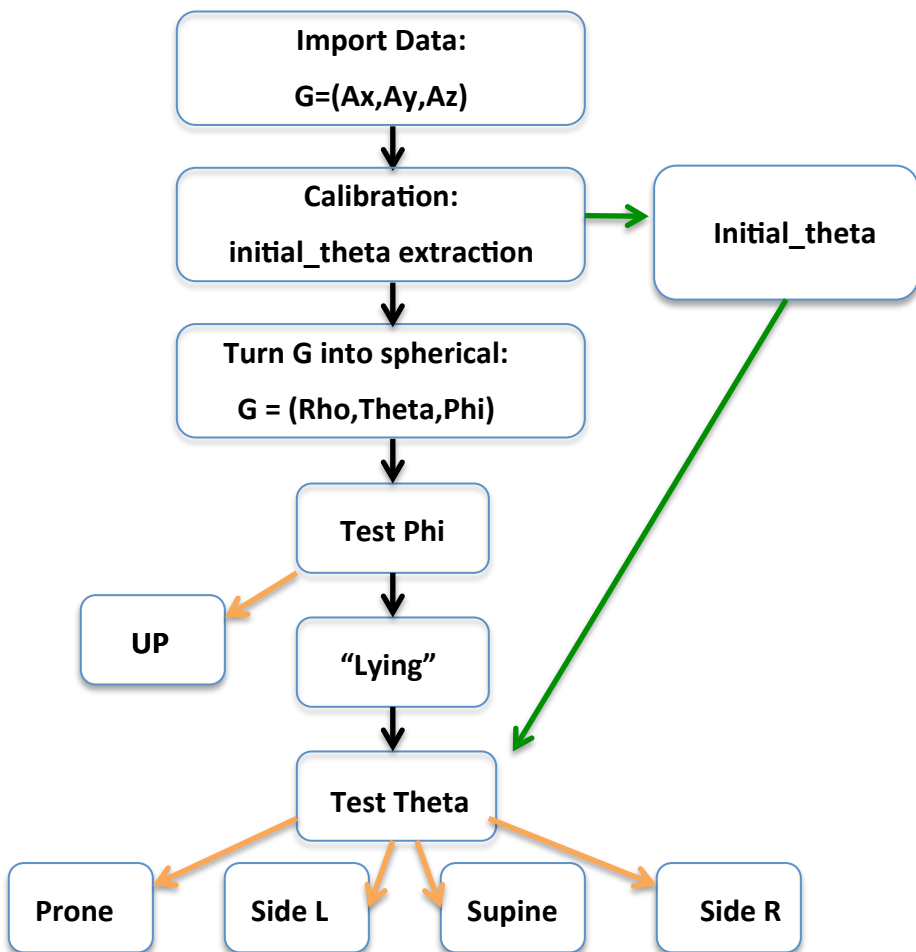 Import Data:
G=(Ax,Ay,Az)
Calibration:
initial_theta extraction
Initial_theta
Turn G into spherical:
G = (Rho,Theta,Phi)
Test Phi
UP
“Lying”
Test Theta
Prone
Side L
Supine
Side R